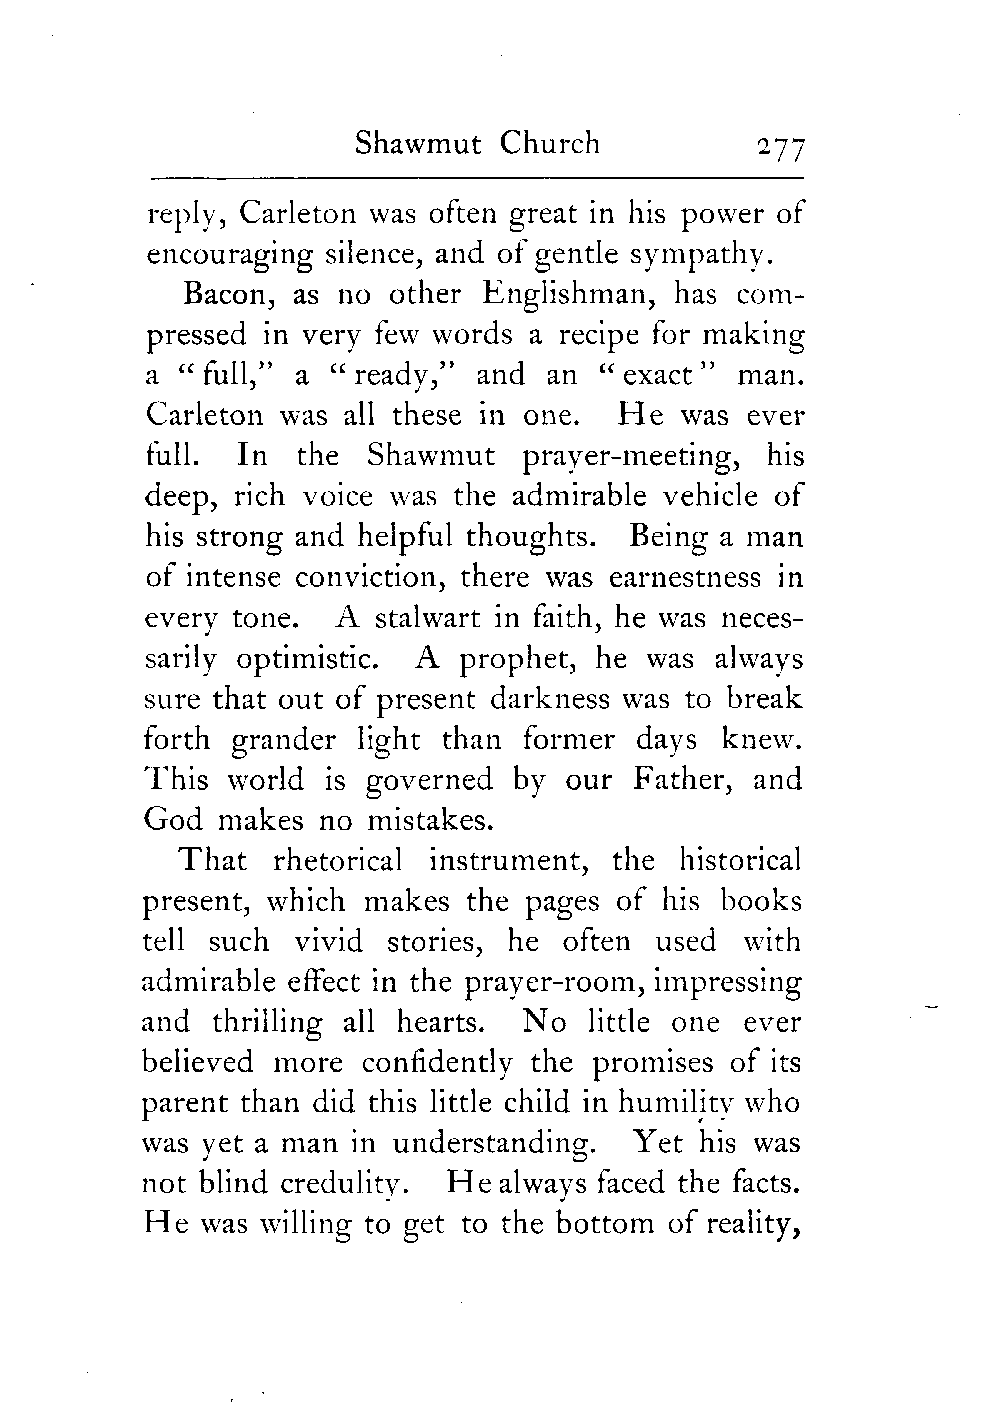 Shawmut Church 277
reply, Carleton was often great in his power of
encouraging silence, and of gentle sympathy.
Bacon, as no other Englishman, has com-
pressed in very few words a recipe for making
a “ full,” a “ ready,” and an “ exact ” man.
Carleton was all these in one. He was ever
full. In the Shawmut prayer-meeting, his
deep, rich voice was the admirable vehicle of
his strong and helpful thoughts. Being a man
of intense conviction, there was earnestness in
every tone. A stalwart in faith, he was neces-
sarily optimistic. A prophet, he was always
sure that out of present darkness was to break
forth grander light than former days knew.
This world is governed by our Father, and
God makes no mistakes.
That rhetorical instrument, the historical
present, which makes the pages of his books
tell such vivid stories, he often used with
admirable effect in the prayer-room, impressing
and thrilling all hearts. No little one ever
believed more confidently the promises of its
parent than did this little child in humility who
was yet a man in understanding. Yet his was
not blind credulity. He always faced the facts.
He was willing to get to the bottom of reality,